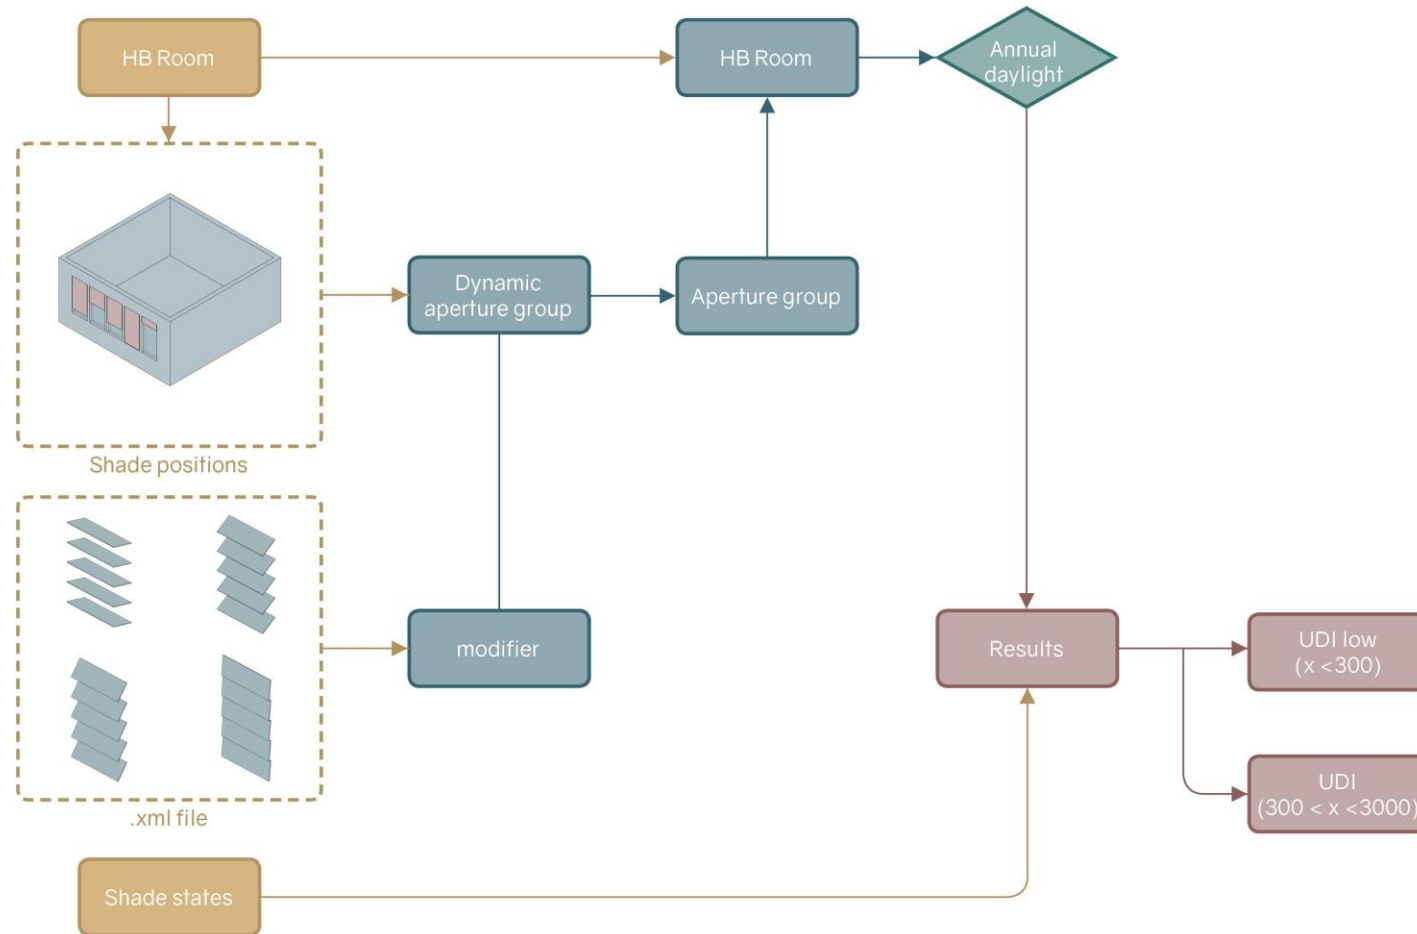 HB Room
HB Room
Annual
daylight
Dynamic
aperture group
Aperture group
Shade positions
modifier
Results
UDI low
(x <300)
UDI
(300 < x <3000)
.xml file
Shade states